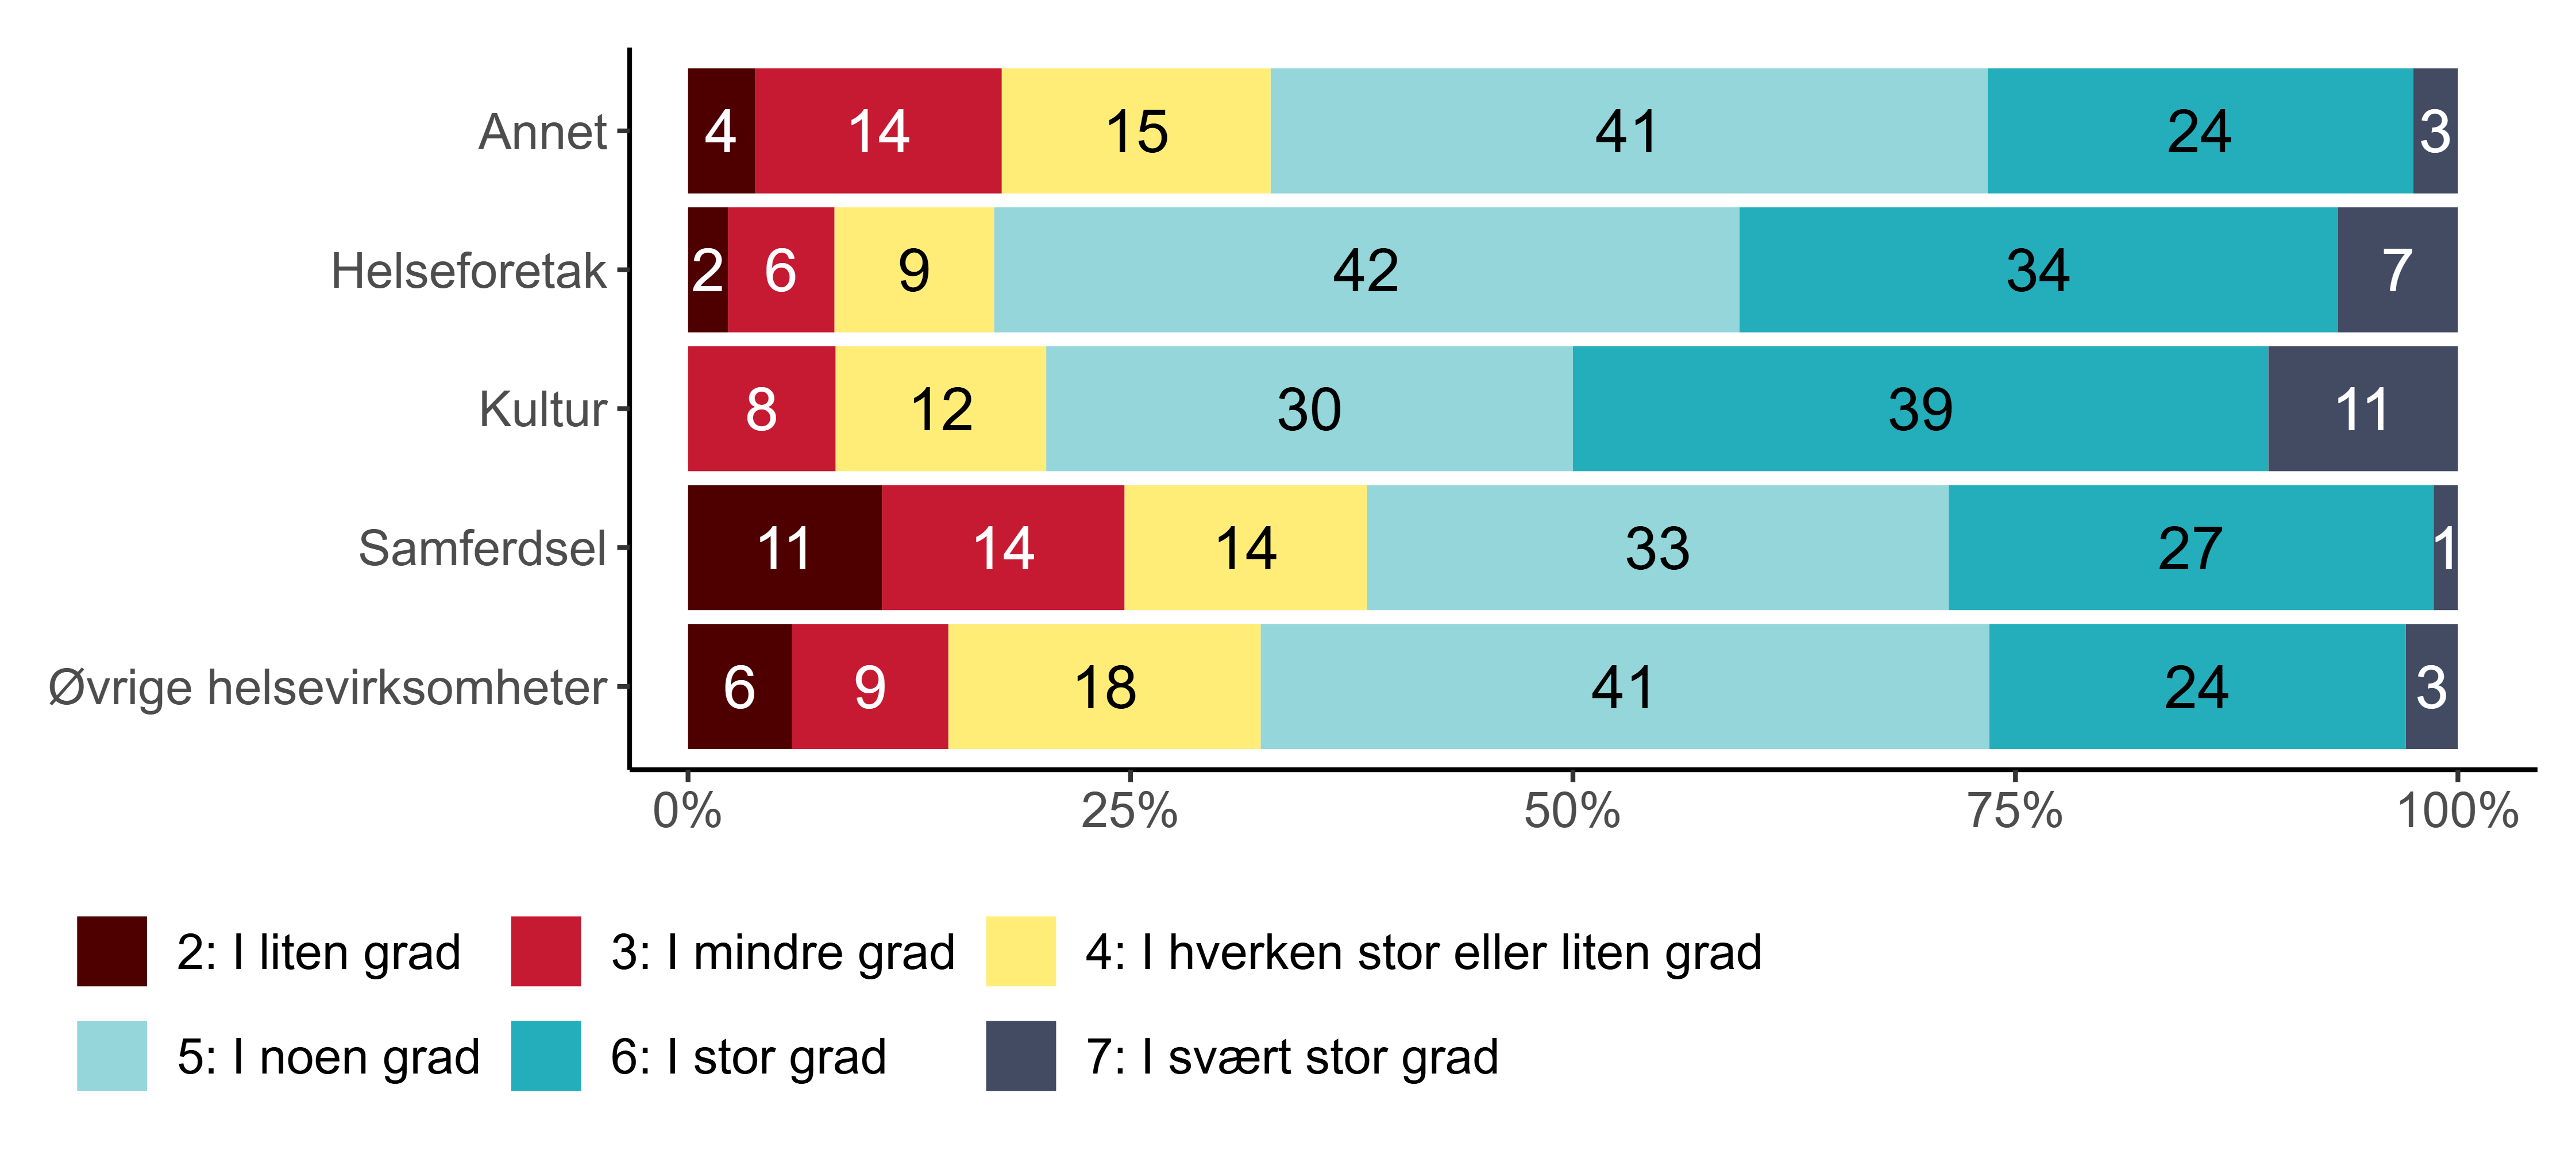 Annet 4 14 15 41 24 3
Helseforetak 2 6 9 42 34 7
Kultur 8 12 30 39 11
Samferdsel 11 14 14 33 27 1
Øvrige helsevirksomheter 6 9 18 41 24 3
0% 25% 50% 75% 100%
2: I liten grad 3: I mindre grad 4: I hverken stor eller liten grad
5: I noen grad 6: I stor grad 7: I svært stor grad